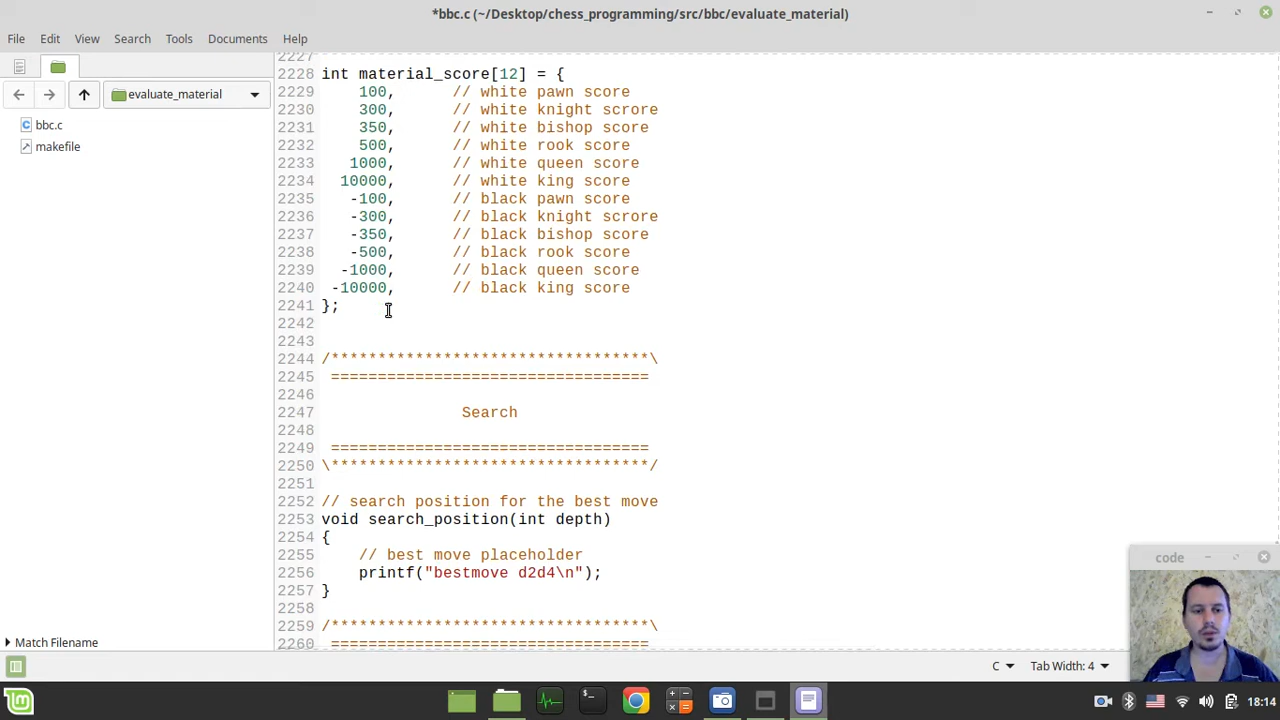 *bbc.c (~/Desktop/chess_programming/src/bbc/evaluate_material)
File Edit View Search Tools Documents Help
evaluate_material
bbc.c
makefile
Match Filename
2227
2228 int material_score[12] = {
2229 100, // white pawn score
2230 300, // white knight scrore
2231 350, // white bishop score
2232 500, // white rook score
2233 1000, // white queen score
2234 10000, // white king score
2235 -100, // black pawn score
2236 -300, // black knight scrore
2237 -350, // black bishop score
2238 -500, // black rook score
2239 -1000, // black queen score
2240 -10000, // black king score
2241 };
2242
2243
2244 /**********************************\
2245 ==================================
2246
2247 Search
2248
2249 ==================================
2250 \**********************************/
2251
2252 // search position for the best move
2253 void search_position(int depth)
2254 {
2255 // best move placeholder
2256 printf("bestmove d2d4\n");
2257 }
2258
2259 /**********************************\
2260 ==================================
code
C Tab Width: 4
18:14